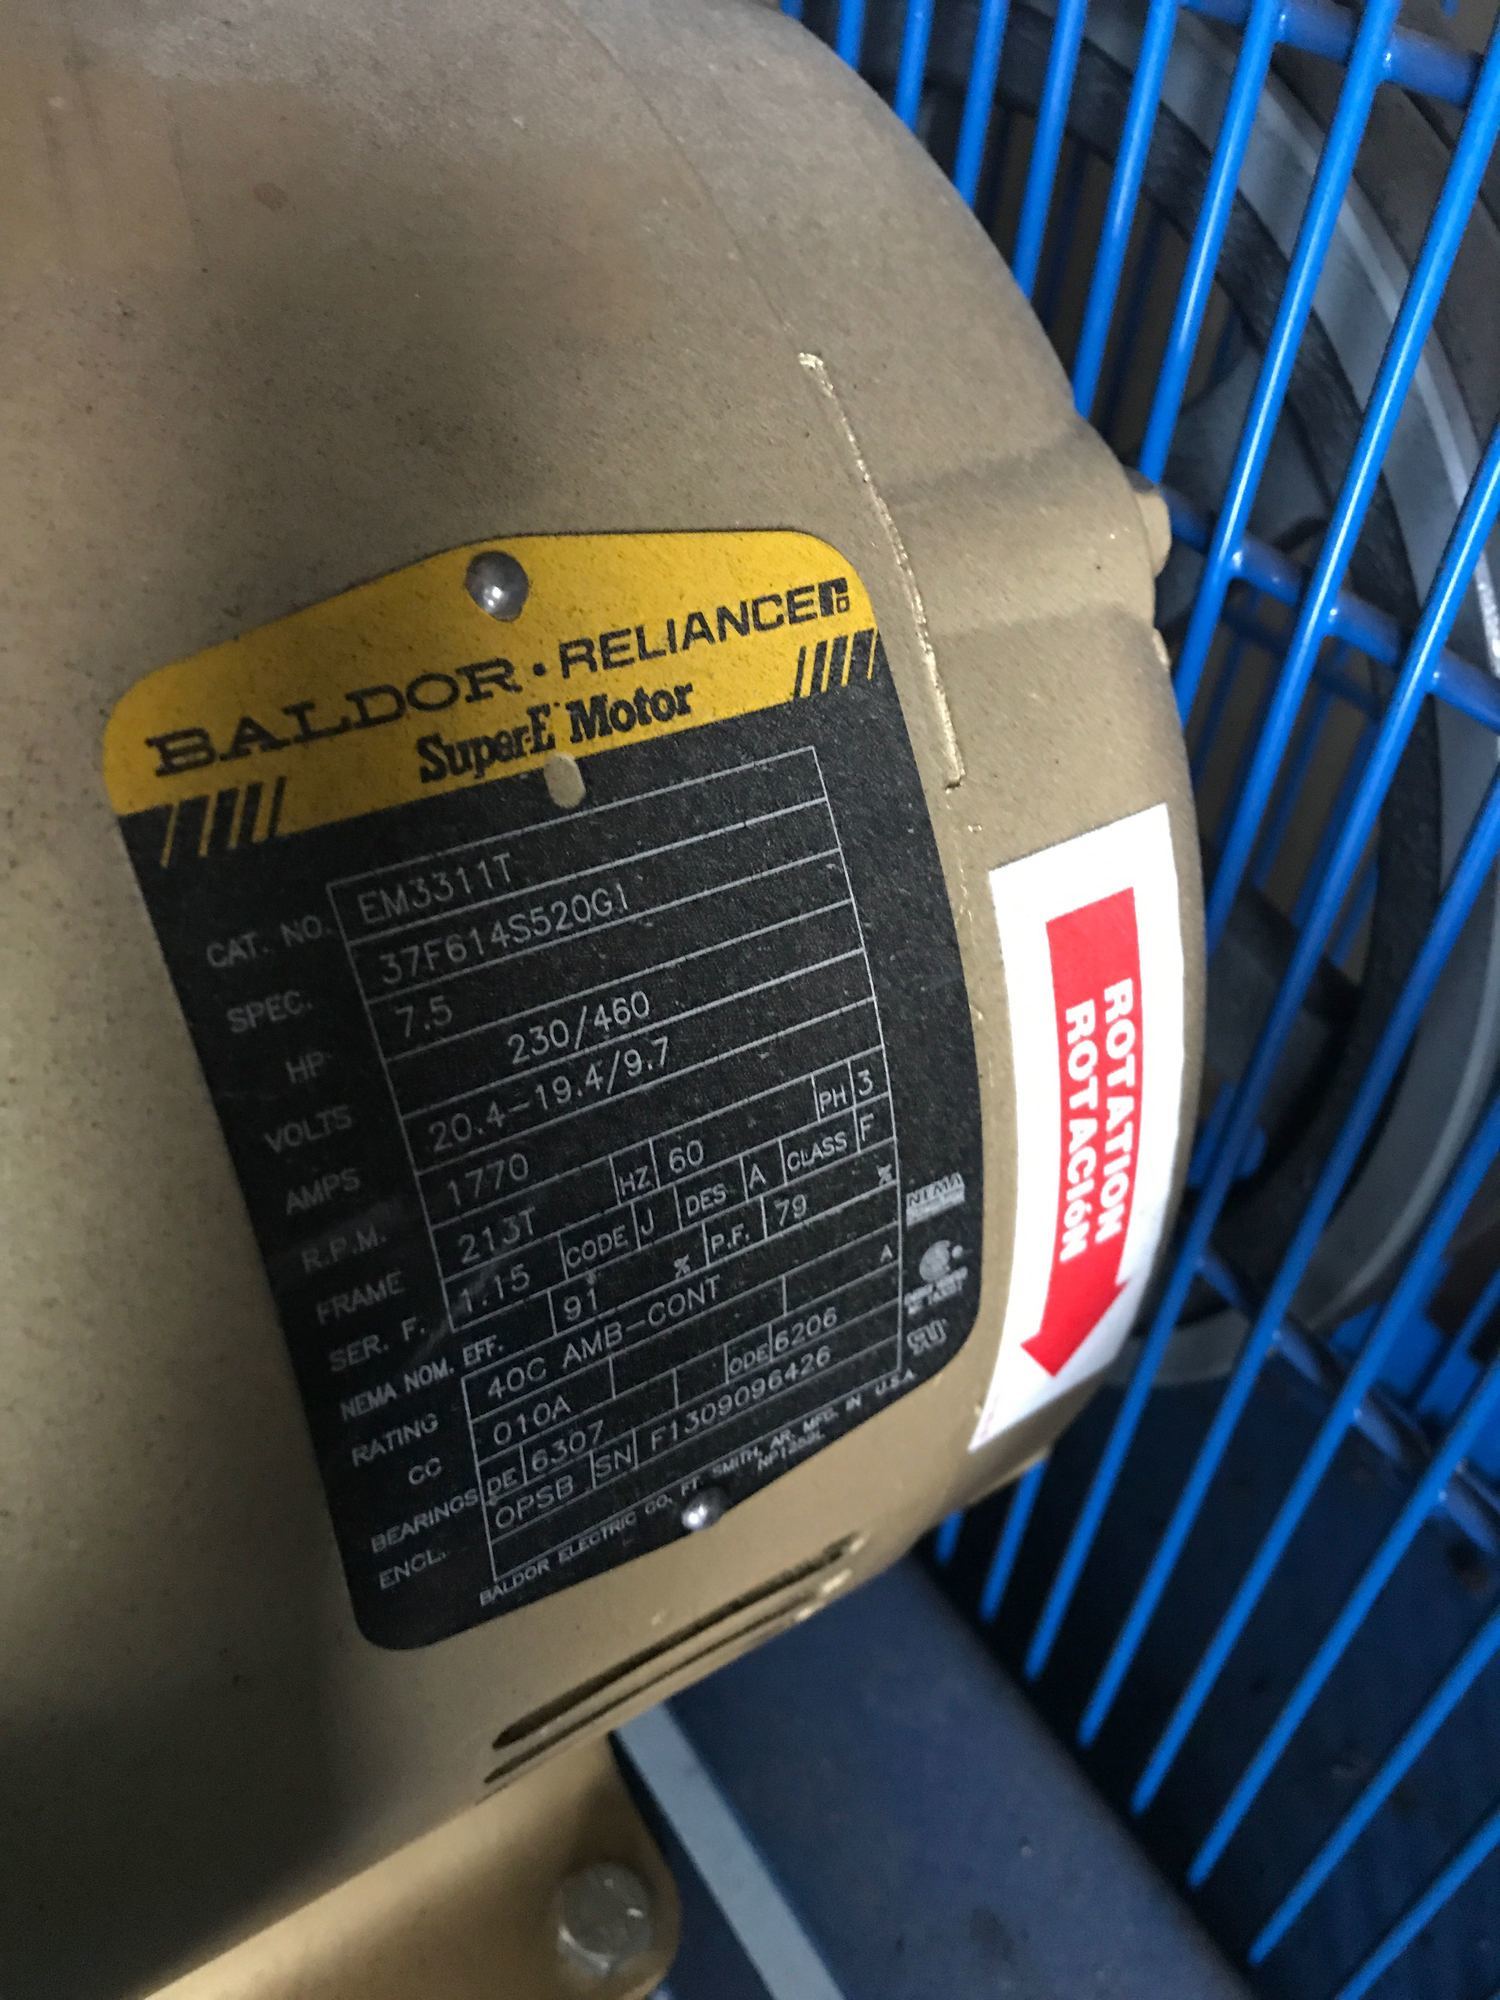 BALDOR • RELIANCE
Super-E Motor
CAT. NO. EM3311T
SPEC. 37F614S520G1
HP 7.5
VOLTS 230/460
AMPS 20.4-19.4/9.7
R.P.M. 1770 HZ 60 PH 3
FRAME 213T CODE J DES A CLASS F
SER. F. 1.15 P.F. 79 %
NEMA NOM. EFF. 91 %
RATING 40C AMB-CONT A
CC 010A
BEARINGS DE 6307 ODE 6206
ENCL. OPSB SN F1309096426
BALDOR ELECTRIC CO. FT. SMITH, AR. MFG. IN U.S.A.
NEMA
ROTATION
ROTACIÓN